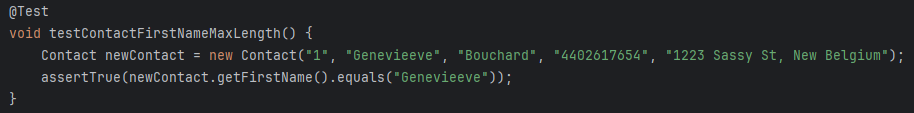 @Test
void testContactFirstNameMaxLength() {
    Contact newContact = new Contact("1", "Genevieeve", "Bouchard", "4402617654", "1223 Sassy St, New Belgium");
    assertTrue(newContact.getFirstName().equals("Genevieeve"));
}